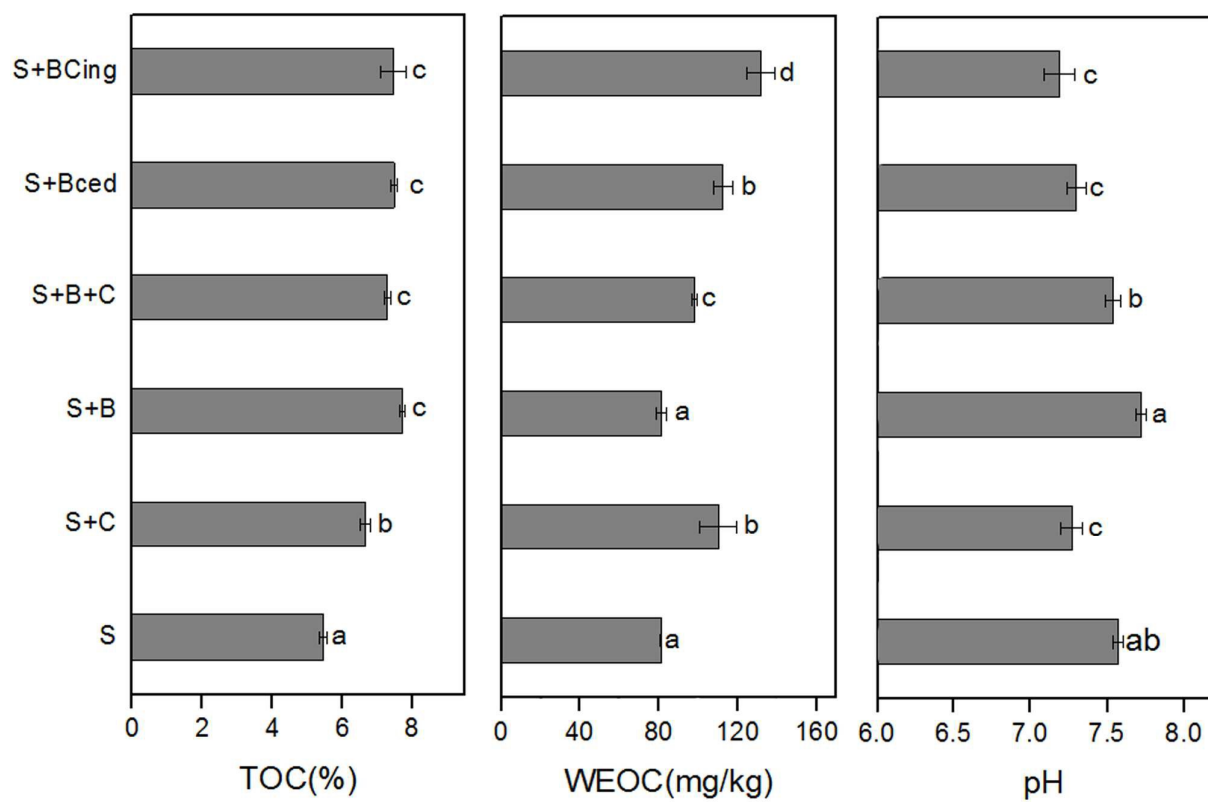 S+BCing
S+Bced
S+B+C
S+B
S+C
S
c
c
c
c
b
a
0 2 4 6 8
TOC(%)
d
b
c
a
b
a
0 40 80 120 160
WEOC(mg/kg)
c
c
b
a
c
ab
6.0 6.5 7.0 7.5 8.0
pH